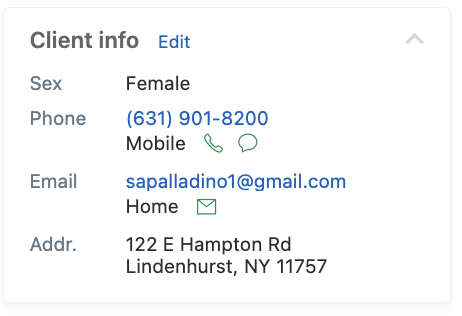 Client info Edit
Sex Female
Phone (631) 901-8200
Mobile
Email sapalladino1@gmail.com
Home
Addr. 122 E Hampton Rd
Lindenhurst, NY 11757